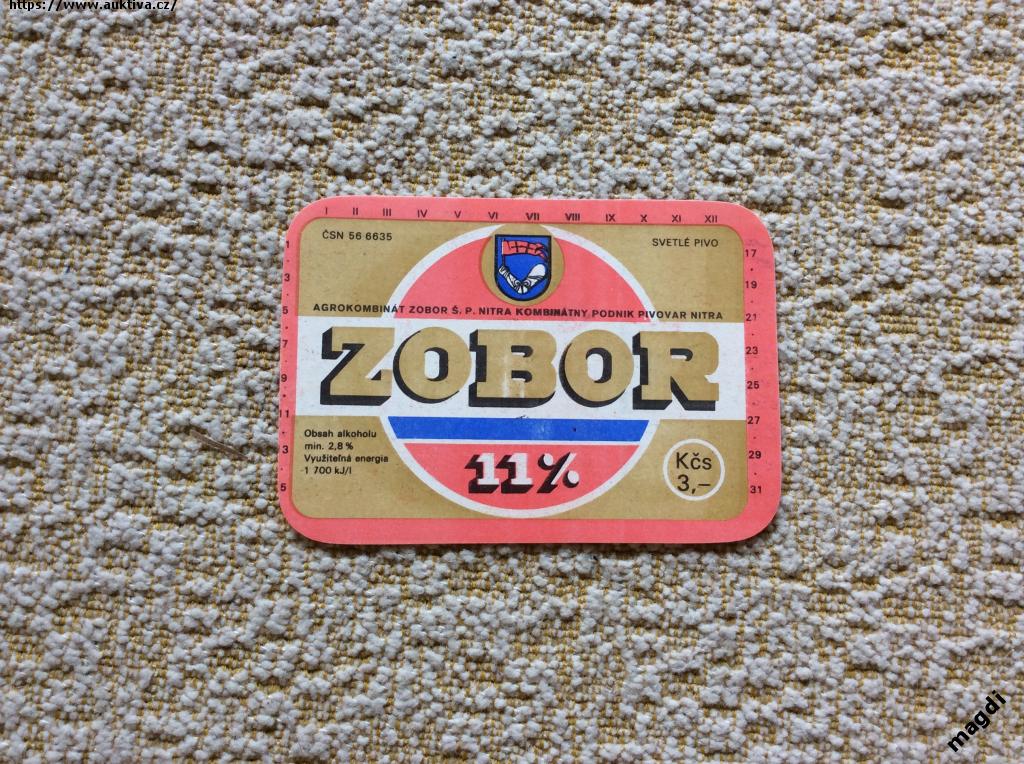 https://www.auktiva.cz/
I II III IV V VI VII VIII IX X XI XII
ČSN 56 6635
SVETLÉ PIVO
AGROKOMBINÁT ZOBOR Š. P. NITRA KOMBINÁTNY PODNIK PIVOVAR NITRA
ZOBOR
Obsah alkoholu
min. 2,8 %
Využiteľná energia
1 700 kJ/l
11%
Kčs
3,–
1
3
5
7
9
11
3
5
17
21
23
25
27
29
31
magdi